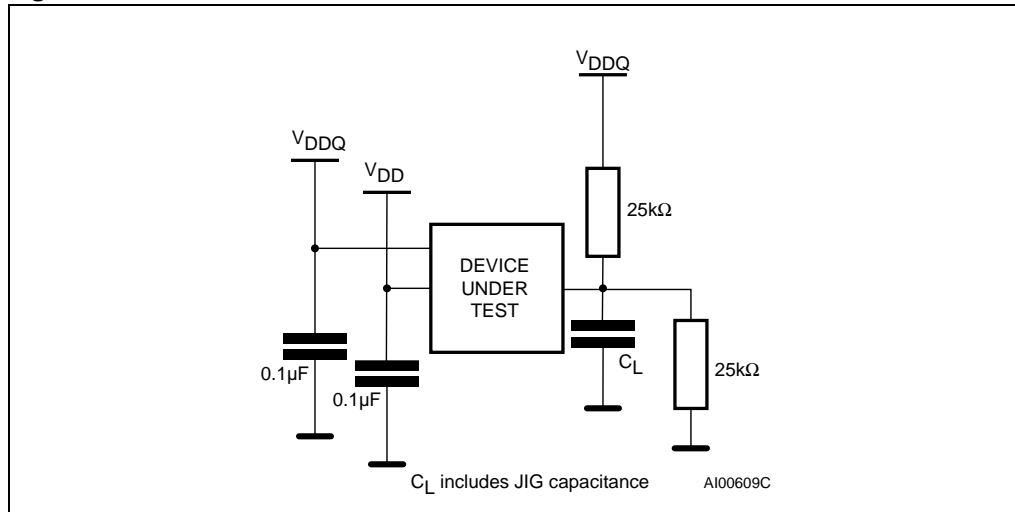 VDDQ
VDDQ
VDD
25kΩ
DEVICE
UNDER
TEST
0.1µF
0.1µF
CL
25kΩ
CL includes JIG capacitance
AI00609C